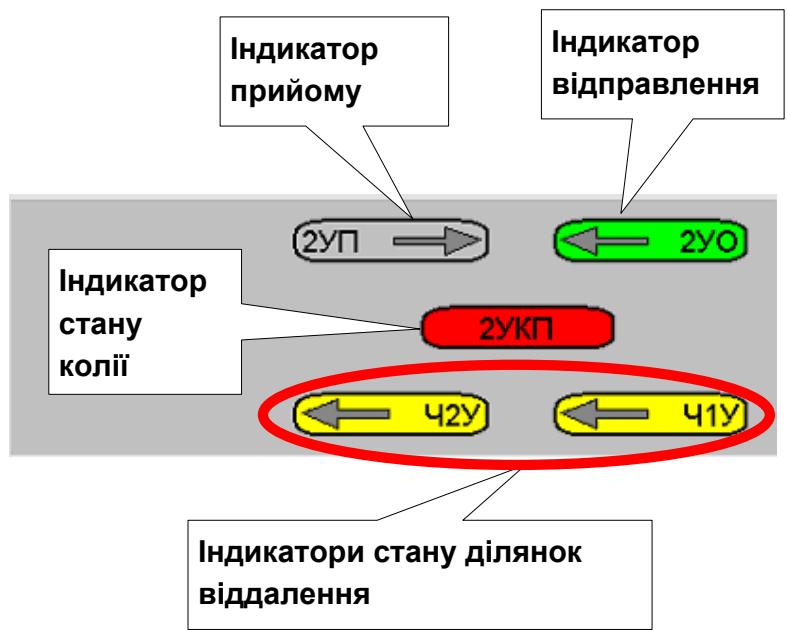 Індикатор
прийому
Індикатор
відправлення
2УП
2УО
Індикатор
стану
колії
2УКП
Ч2У
Ч1У
Індикатори стану ділянок
віддалення